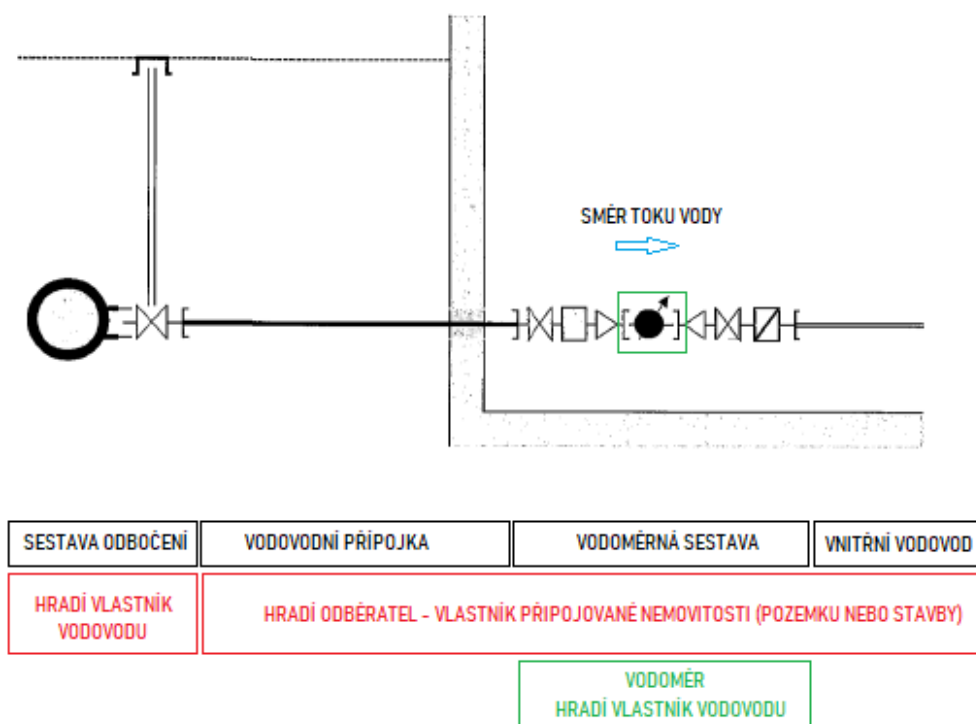 SMĚR TOKU VODY
SESTAVA ODBOČENÍ
VODOVODNÍ PŘÍPOJKA
VODOMĚRNÁ SESTAVA
VNITŘNÍ VODOVOD
HRADÍ VLASTNÍK
VODOVODU
HRADÍ ODBĚRATEL - VLASTNÍK PŘIPOJOVANÉ NEMOVITOSTI (POZEMKU NEBO STAVBY)
VODOMĚR
HRADÍ VLASTNÍK VODOVODU